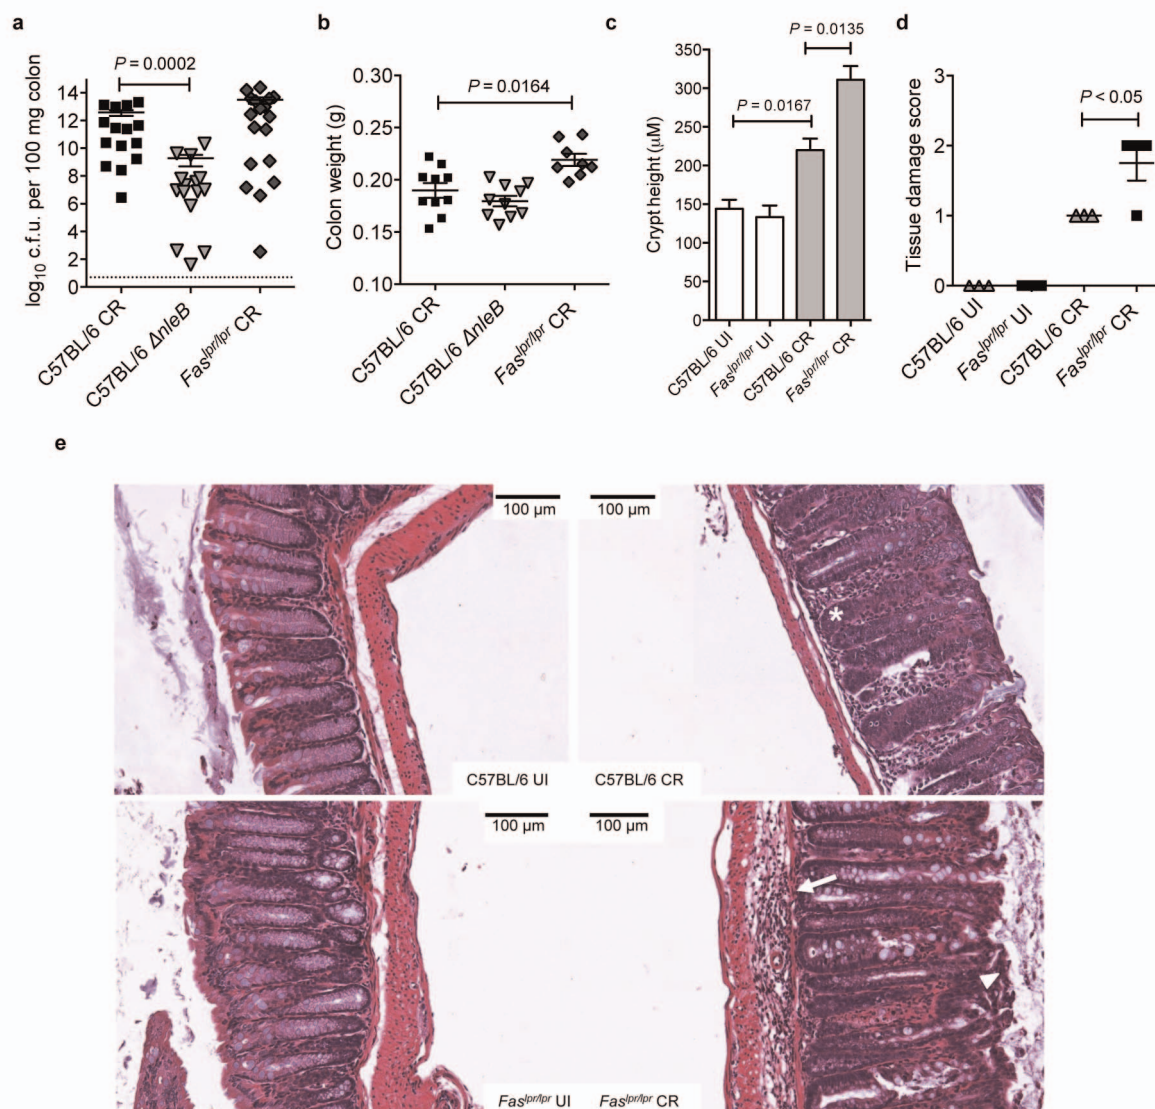 a
b
c
d
log10 c.f.u. per 100 mg colon
P = 0.0002
14
12
10
8
6
4
2
0
C57BL/6 CR
C57BL/6 ΔnleB
Faslpr/lpr CR
Colon weight (g)
P = 0.0164
0.30
0.25
0.20
0.15
0.10
C57BL/6 CR
C57BL/6 ΔnleB
Faslpr/lpr CR
Crypt height (μM)
P = 0.0135
P = 0.0167
350
300
250
200
150
100
50
0
C57BL/6 UI
Faslpr/lpr UI
C57BL/6 CR
Faslpr/lpr CR
Tissue damage score
P < 0.05
3
2
1
0
C57BL/6 UI
Faslpr/lpr UI
C57BL/6 CR
Faslpr/lpr CR
e
100 μm
100 μm
*
C57BL/6 UI
C57BL/6 CR
100 μm
100 μm
Faslpr/lpr UI
Faslpr/lpr CR